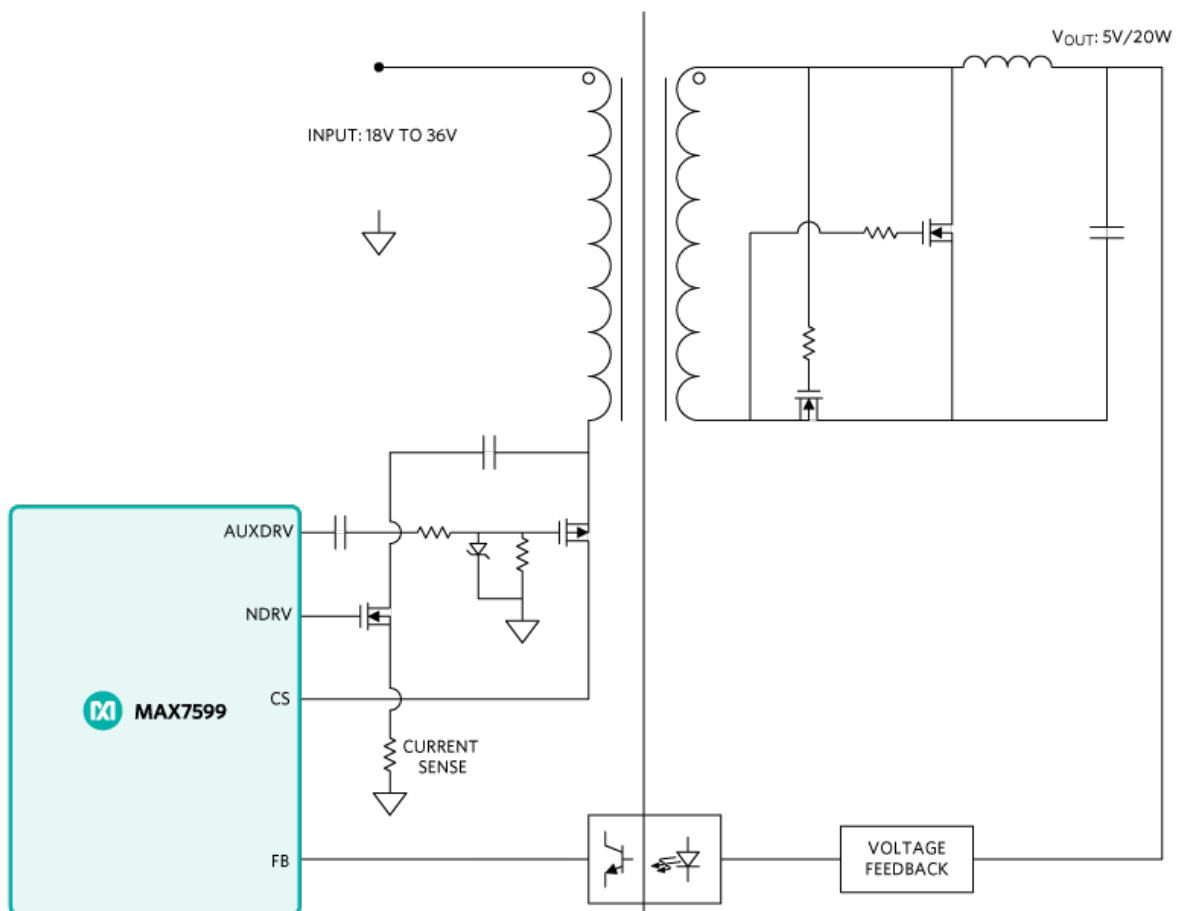 VOUT: 5V/20W
INPUT: 18V TO 36V
AUXDRV
NDRV
CS
MAX7599
CURRENT
SENSE
FB
VOLTAGE
FEEDBACK